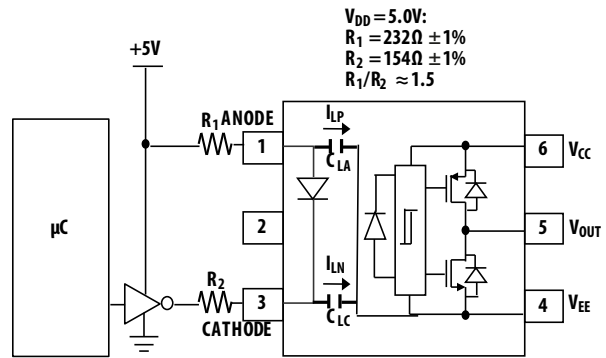 V_DD = 5.0V:
R_1 = 232Ω ±1%
R_2 = 154Ω ±1%
R_1/R_2 ≈ 1.5
+5V
R_1 ANODE
I_LP
1
C_LA
6
V_CC
2
5
V_OUT
µC
R_2
I_LN
3
C_LC
4
V_EE
CATHODE